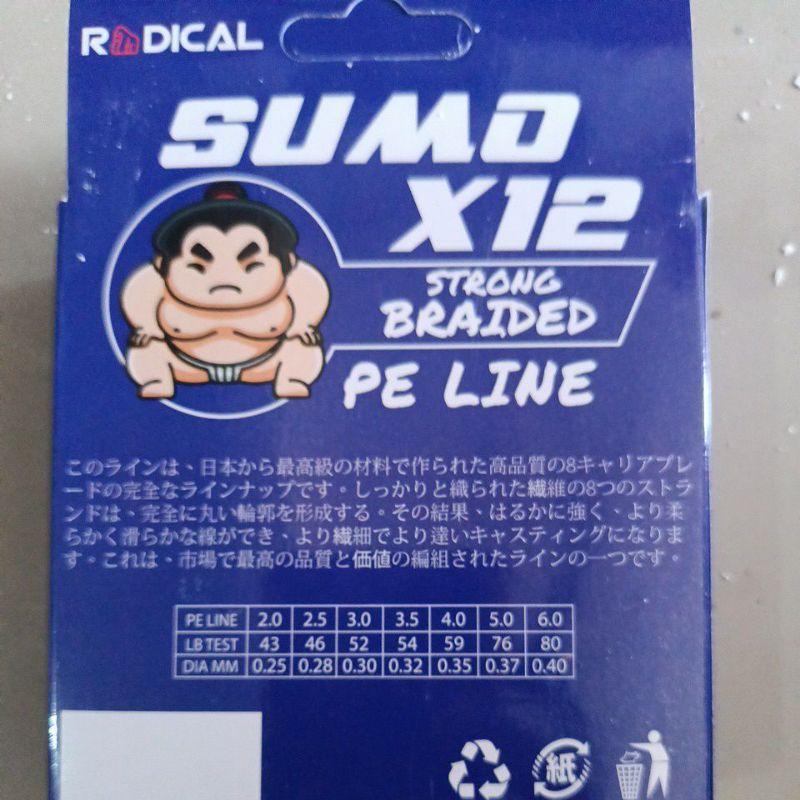 RADICAL
SUMO
X12
STRONG
BRAIDED
PE LINE
このラインは、日本から最高級の材料で作られた高品質の8キャリアブレ
ードの完全なラインナップです。しっかりと織られた繊維の8つのストラ
ンドは、完全に丸い輪郭を形成する。その結果、はるかに強く、より柔
らかく滑らかな線ができ、より繊細でより遠いキャスティングになりま
す。これは、市場で最高の品質と価値の編組されたラインの一つです。
PE LINE 2.0 2.5 3.0 3.5 4.0 5.0 6.0
LB TEST 43 46 52 54 59 76 80
DIA MM 0.25 0.28 0.30 0.32 0.35 0.37 0.40
紙